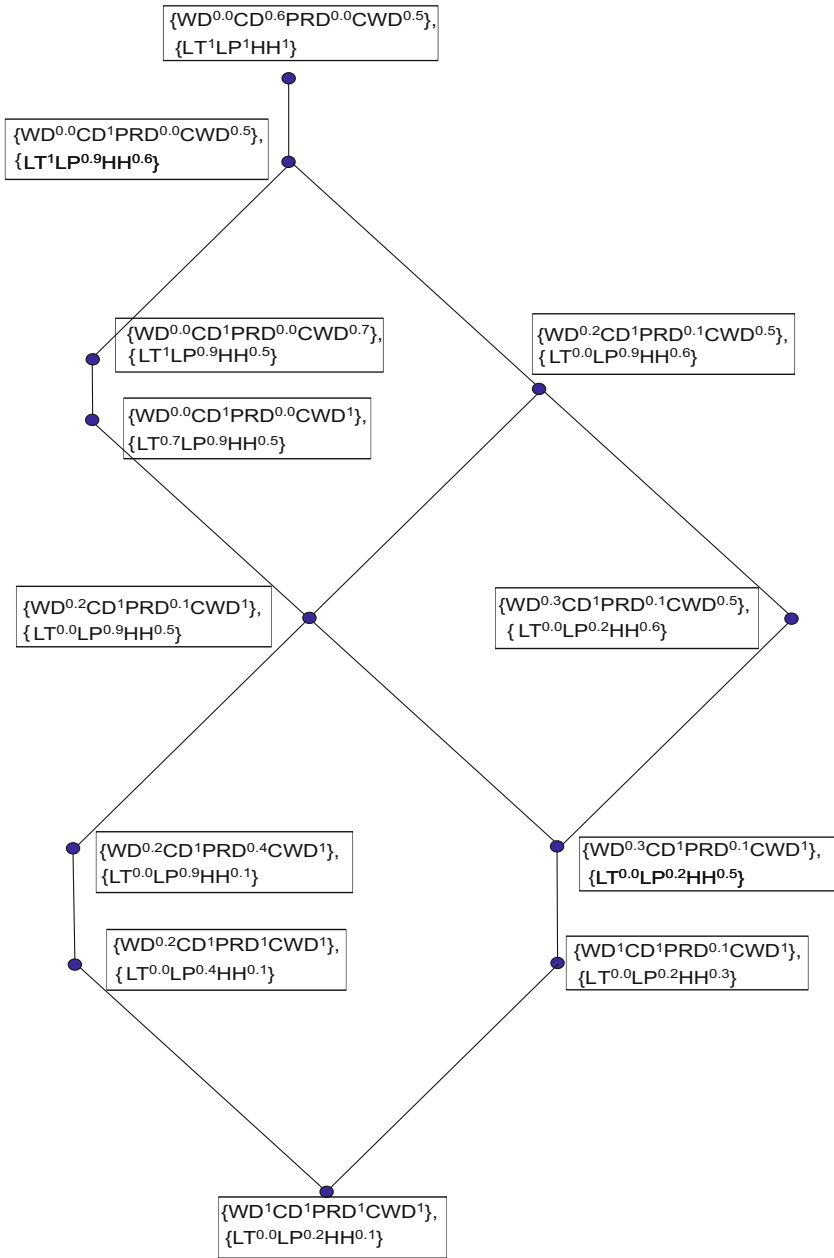 {WD^0.0CD^0.6PRD^0.0CWD^0.5},
{LT^1LP^1HH^1}
{WD^0.0CD^1PRD^0.0CWD^0.5},
{LT^1LP^0.9HH^0.6}
{WD^0.0CD^1PRD^0.0CWD^0.7},
{LT^1LP^0.9HH^0.5}
{WD^0.2CD^1PRD^0.1CWD^0.5},
{LT^0.0LP^0.9HH^0.6}
{WD^0.0CD^1PRD^0.0CWD^1},
{LT^0.7LP^0.9HH^0.5}
{WD^0.2CD^1PRD^0.1CWD^1},
{LT^0.0LP^0.9HH^0.5}
{WD^0.3CD^1PRD^0.1CWD^0.5},
{LT^0.0LP^0.2HH^0.6}
{WD^0.2CD^1PRD^0.4CWD^1},
{LT^0.0LP^0.9HH^0.1}
{WD^0.3CD^1PRD^0.1CWD^1},
{LT^0.0LP^0.2HH^0.5}
{WD^0.2CD^1PRD^1CWD^1},
{LT^0.0LP^0.4HH^0.1}
{WD^1CD^1PRD^0.1CWD^1},
{LT^0.0LP^0.2HH^0.3}
{WD^1CD^1PRD^1CWD^1},
{LT^0.0LP^0.2HH^0.1}